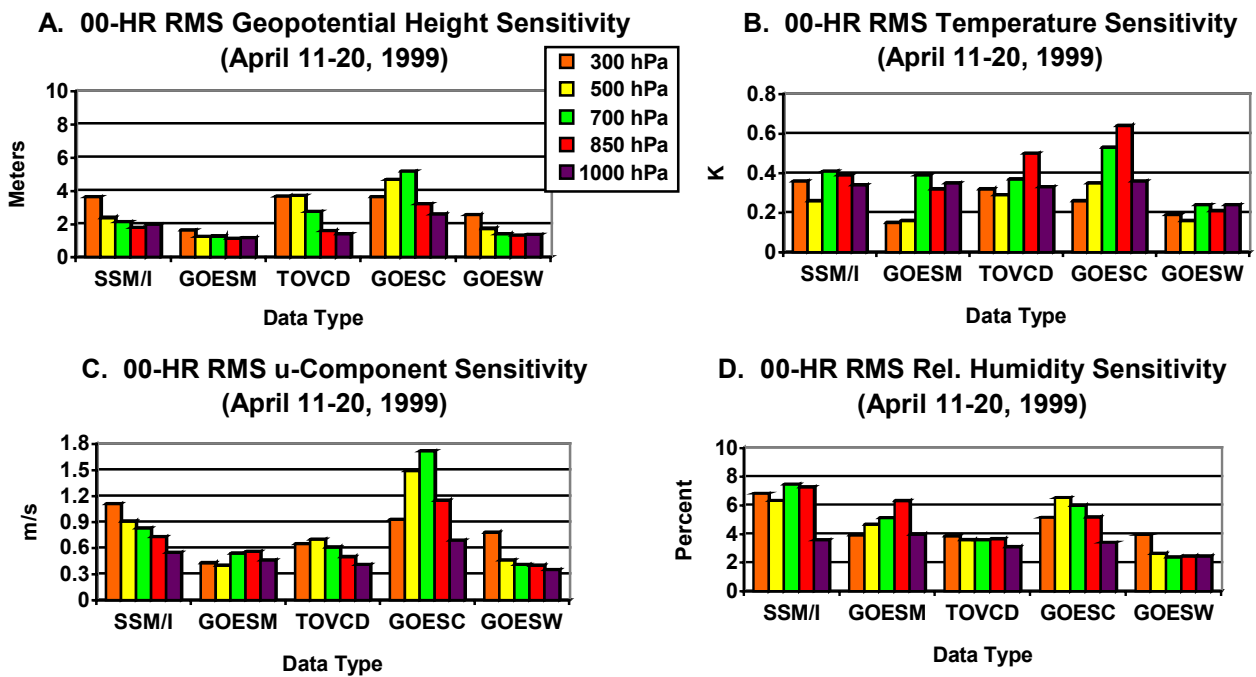 A. 00-HR RMS Geopotential Height Sensitivity
(April 11-20, 1999)
300 hPa
500 hPa
700 hPa
850 hPa
1000 hPa
10
8
6
4
2
0
Meters
SSM/I GOESM TOVCD GOESC GOESW
Data Type
B. 00-HR RMS Temperature Sensitivity
(April 11-20, 1999)
0.8
0.6
0.4
0.2
0
K
SSM/I GOESM TOVCD GOESC GOESW
Data Type
C. 00-HR RMS u-Component Sensitivity
(April 11-20, 1999)
1.8
1.5
1.2
0.9
0.6
0.3
0
m/s
SSM/I GOESM TOVCD GOESC GOESW
Data Type
D. 00-HR RMS Rel. Humidity Sensitivity
(April 11-20, 1999)
10
8
6
4
2
0
Percent
SSM/I GOESM TOVCD GOESC GOESW
Data Type